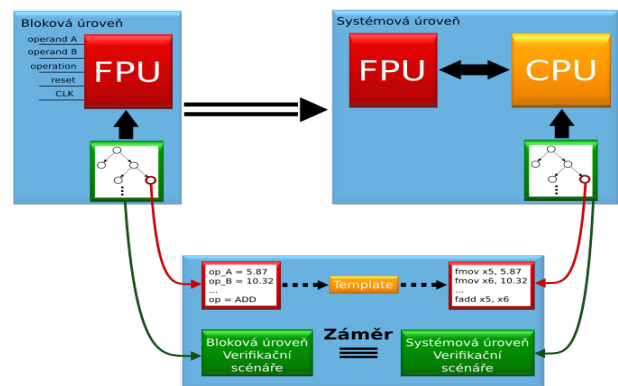 Bloková úroveň
operand A
operand B
operation
reset
CLK
FPU
Systémová úroveň
FPU
CPU
op_A = 5.87
op_B = 10.32
...
op = ADD
Template
fmov x5, 5.87
fmov x6, 10.32
...
fadd x5, x6
Bloková úroveň
Verifikační
scénáře
Záměr
Systémová úroveň
Verifikační
scénáře